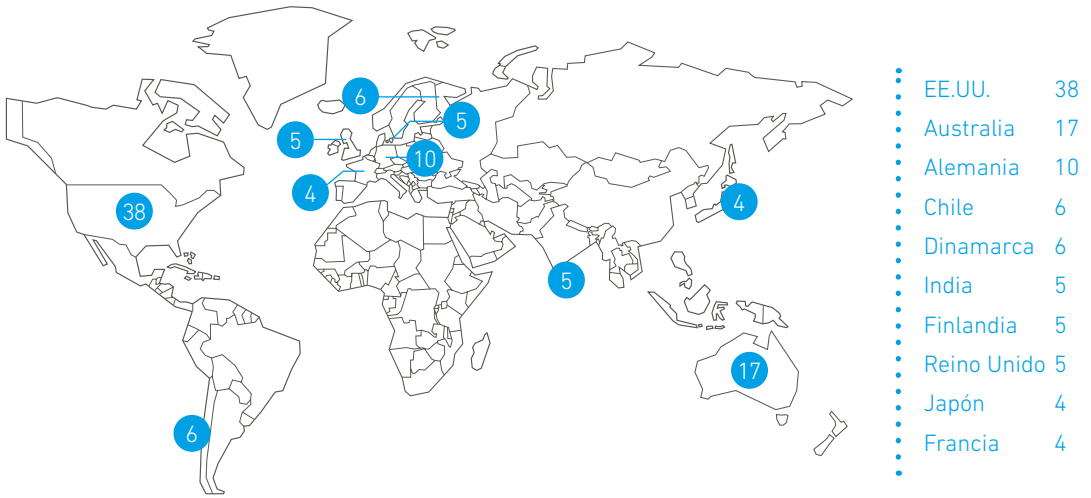 6
5
5
10
4
38
4
5
17
6
EE.UU. 38
Australia 17
Alemania 10
Chile 6
Dinamarca 6
India 5
Finlandia 5
Reino Unido 5
Japón 4
Francia 4